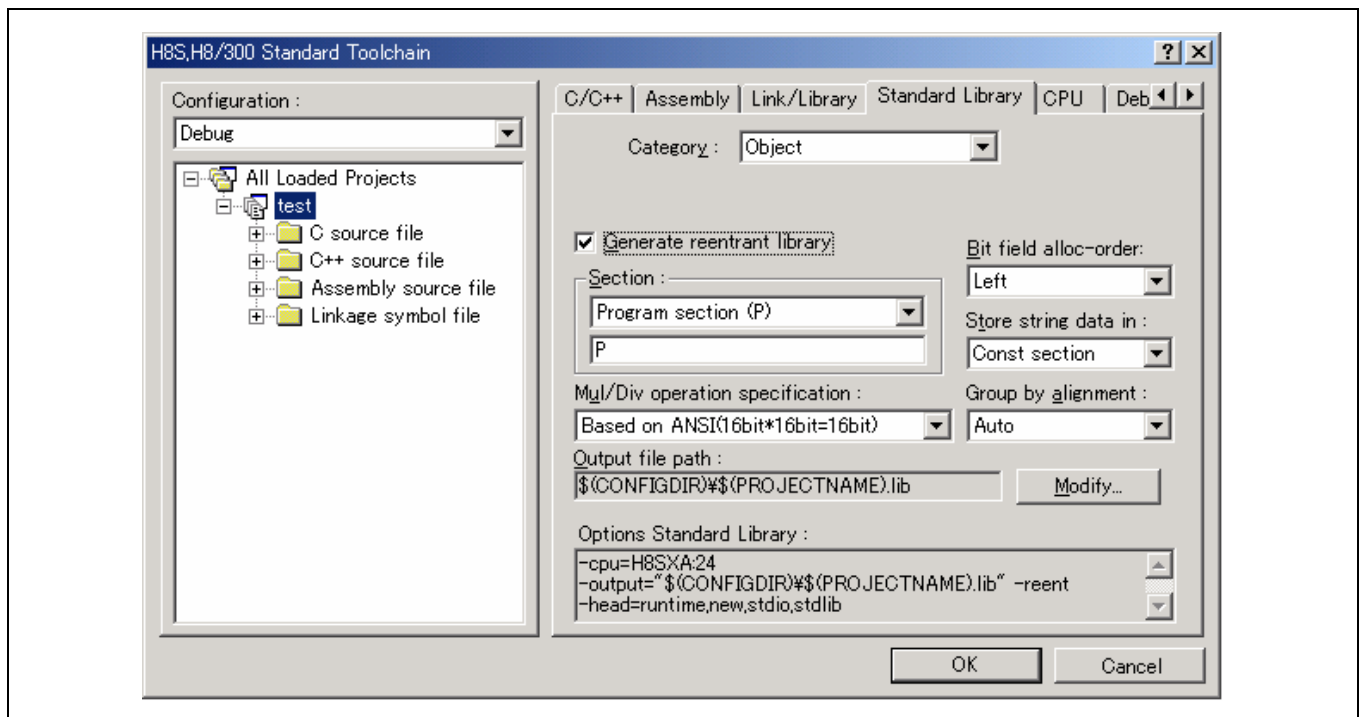 H8S,H8/300 Standard Toolchain
Configuration :
Debug
All Loaded Projects
test
C source file
C++ source file
Assembly source file
Linkage symbol file
C/C++ Assembly Link/Library Standard Library CPU Deb
Category : Object
Generate reentrant library
Section :
Program section (P)
P
Bit field alloc-order:
Left
Store string data in :
Const section
Mul/Div operation specification :
Based on ANSI(16bit*16bit=16bit)
Group by alignment :
Auto
Output file path :
$(CONFIGDIR)¥$(PROJECTNAME).lib
Modify...
Options Standard Library :
-cpu=H8SXA:24
-output="$(CONFIGDIR)¥$(PROJECTNAME).lib" -reent
-head=runtime,new,stdio,stdlib
OK Cancel